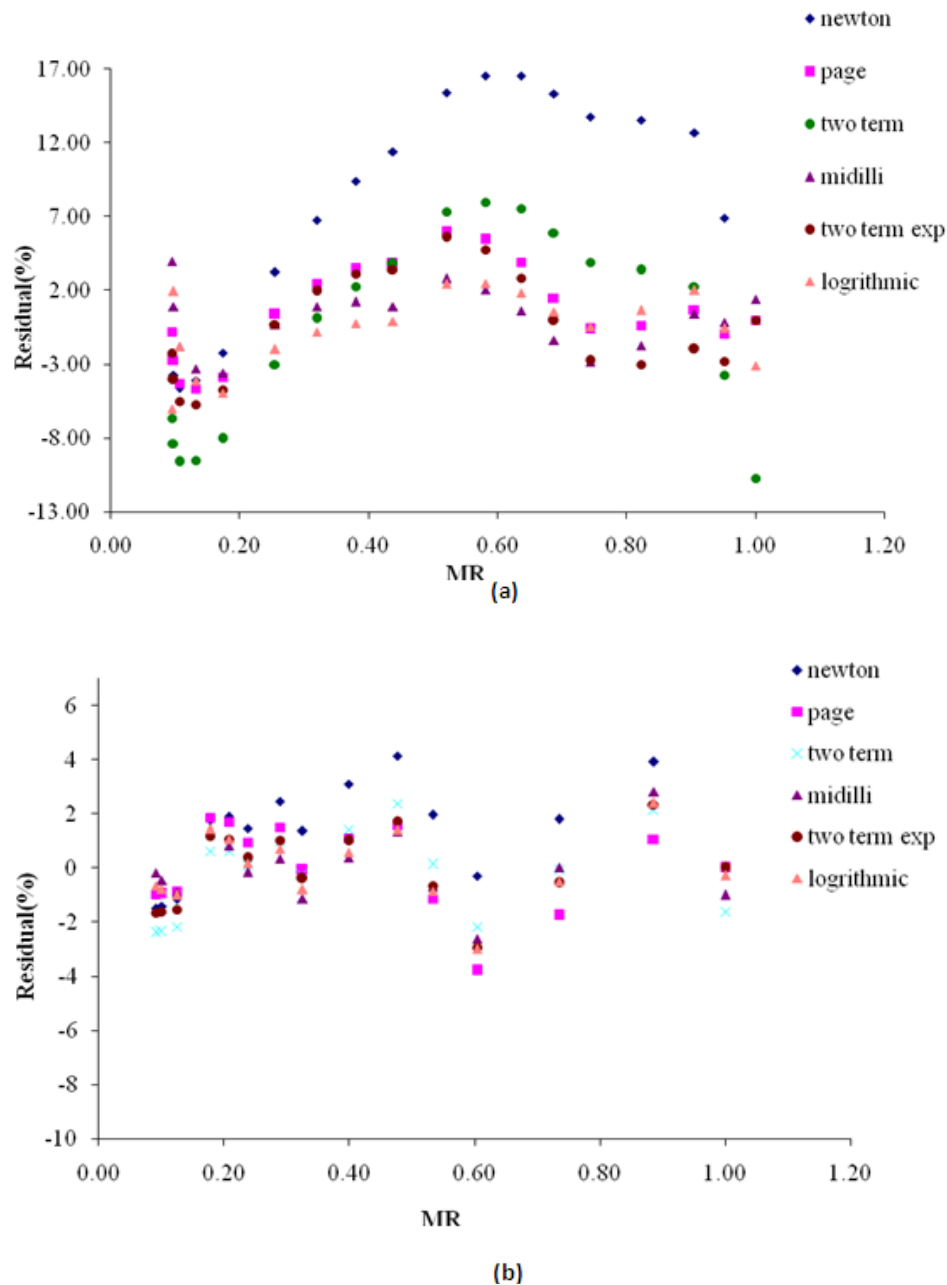 newton
page
two term
midilli
two term exp
logrithmic
17.00
12.00
7.00
2.00
-3.00
-8.00
-13.00
Residual(%)
0.00 0.20 0.40 0.60 0.80 1.00 1.20
MR
(a)
newton
page
two term
midilli
two term exp
logrithmic
6
4
2
0
-2
-4
-6
-8
-10
Residual(%)
0.00 0.20 0.40 0.60 0.80 1.00 1.20
MR
(b)